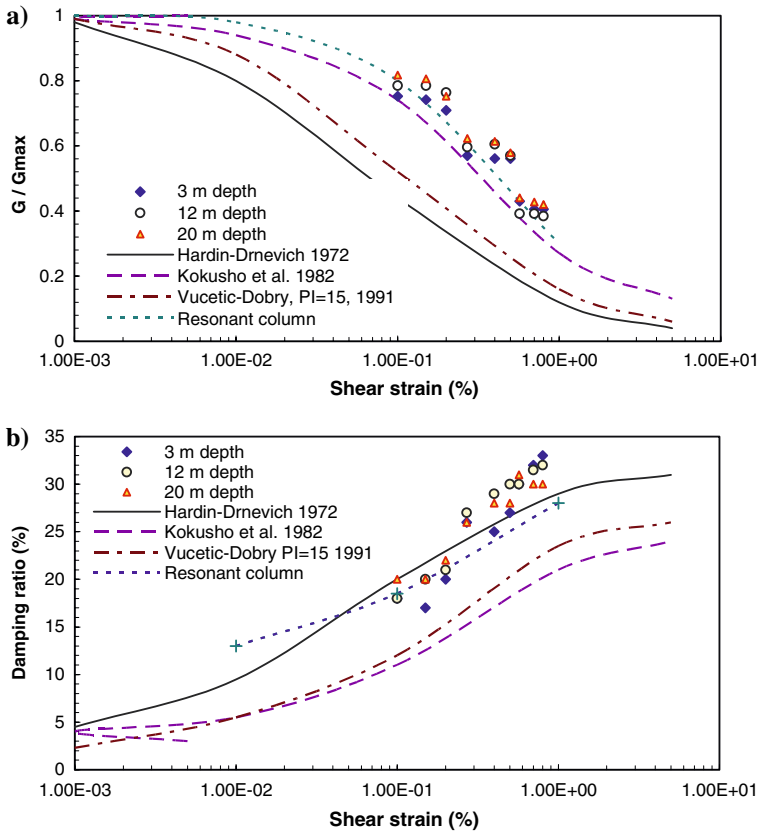 a)
1
0.8
0.6
0.4
0.2
0
G / Gmax
3 m depth
12 m depth
20 m depth
Hardin-Drnevich 1972
Kokusho et al. 1982
Vucetic-Dobry, PI=15, 1991
Resonant column
1.00E-03 1.00E-02 1.00E-01 1.00E+00 1.00E+01
Shear strain (%)
b)
35
30
25
20
15
10
5
0
Damping ratio (%)
3 m depth
12 m depth
20 m depth
Hardin-Drnevich 1972
Kokusho et al. 1982
Vucetic-Dobry PI=15 1991
Resonant column
1.00E-03 1.00E-02 1.00E-01 1.00E+00 1.00E+01
Shear strain (%)